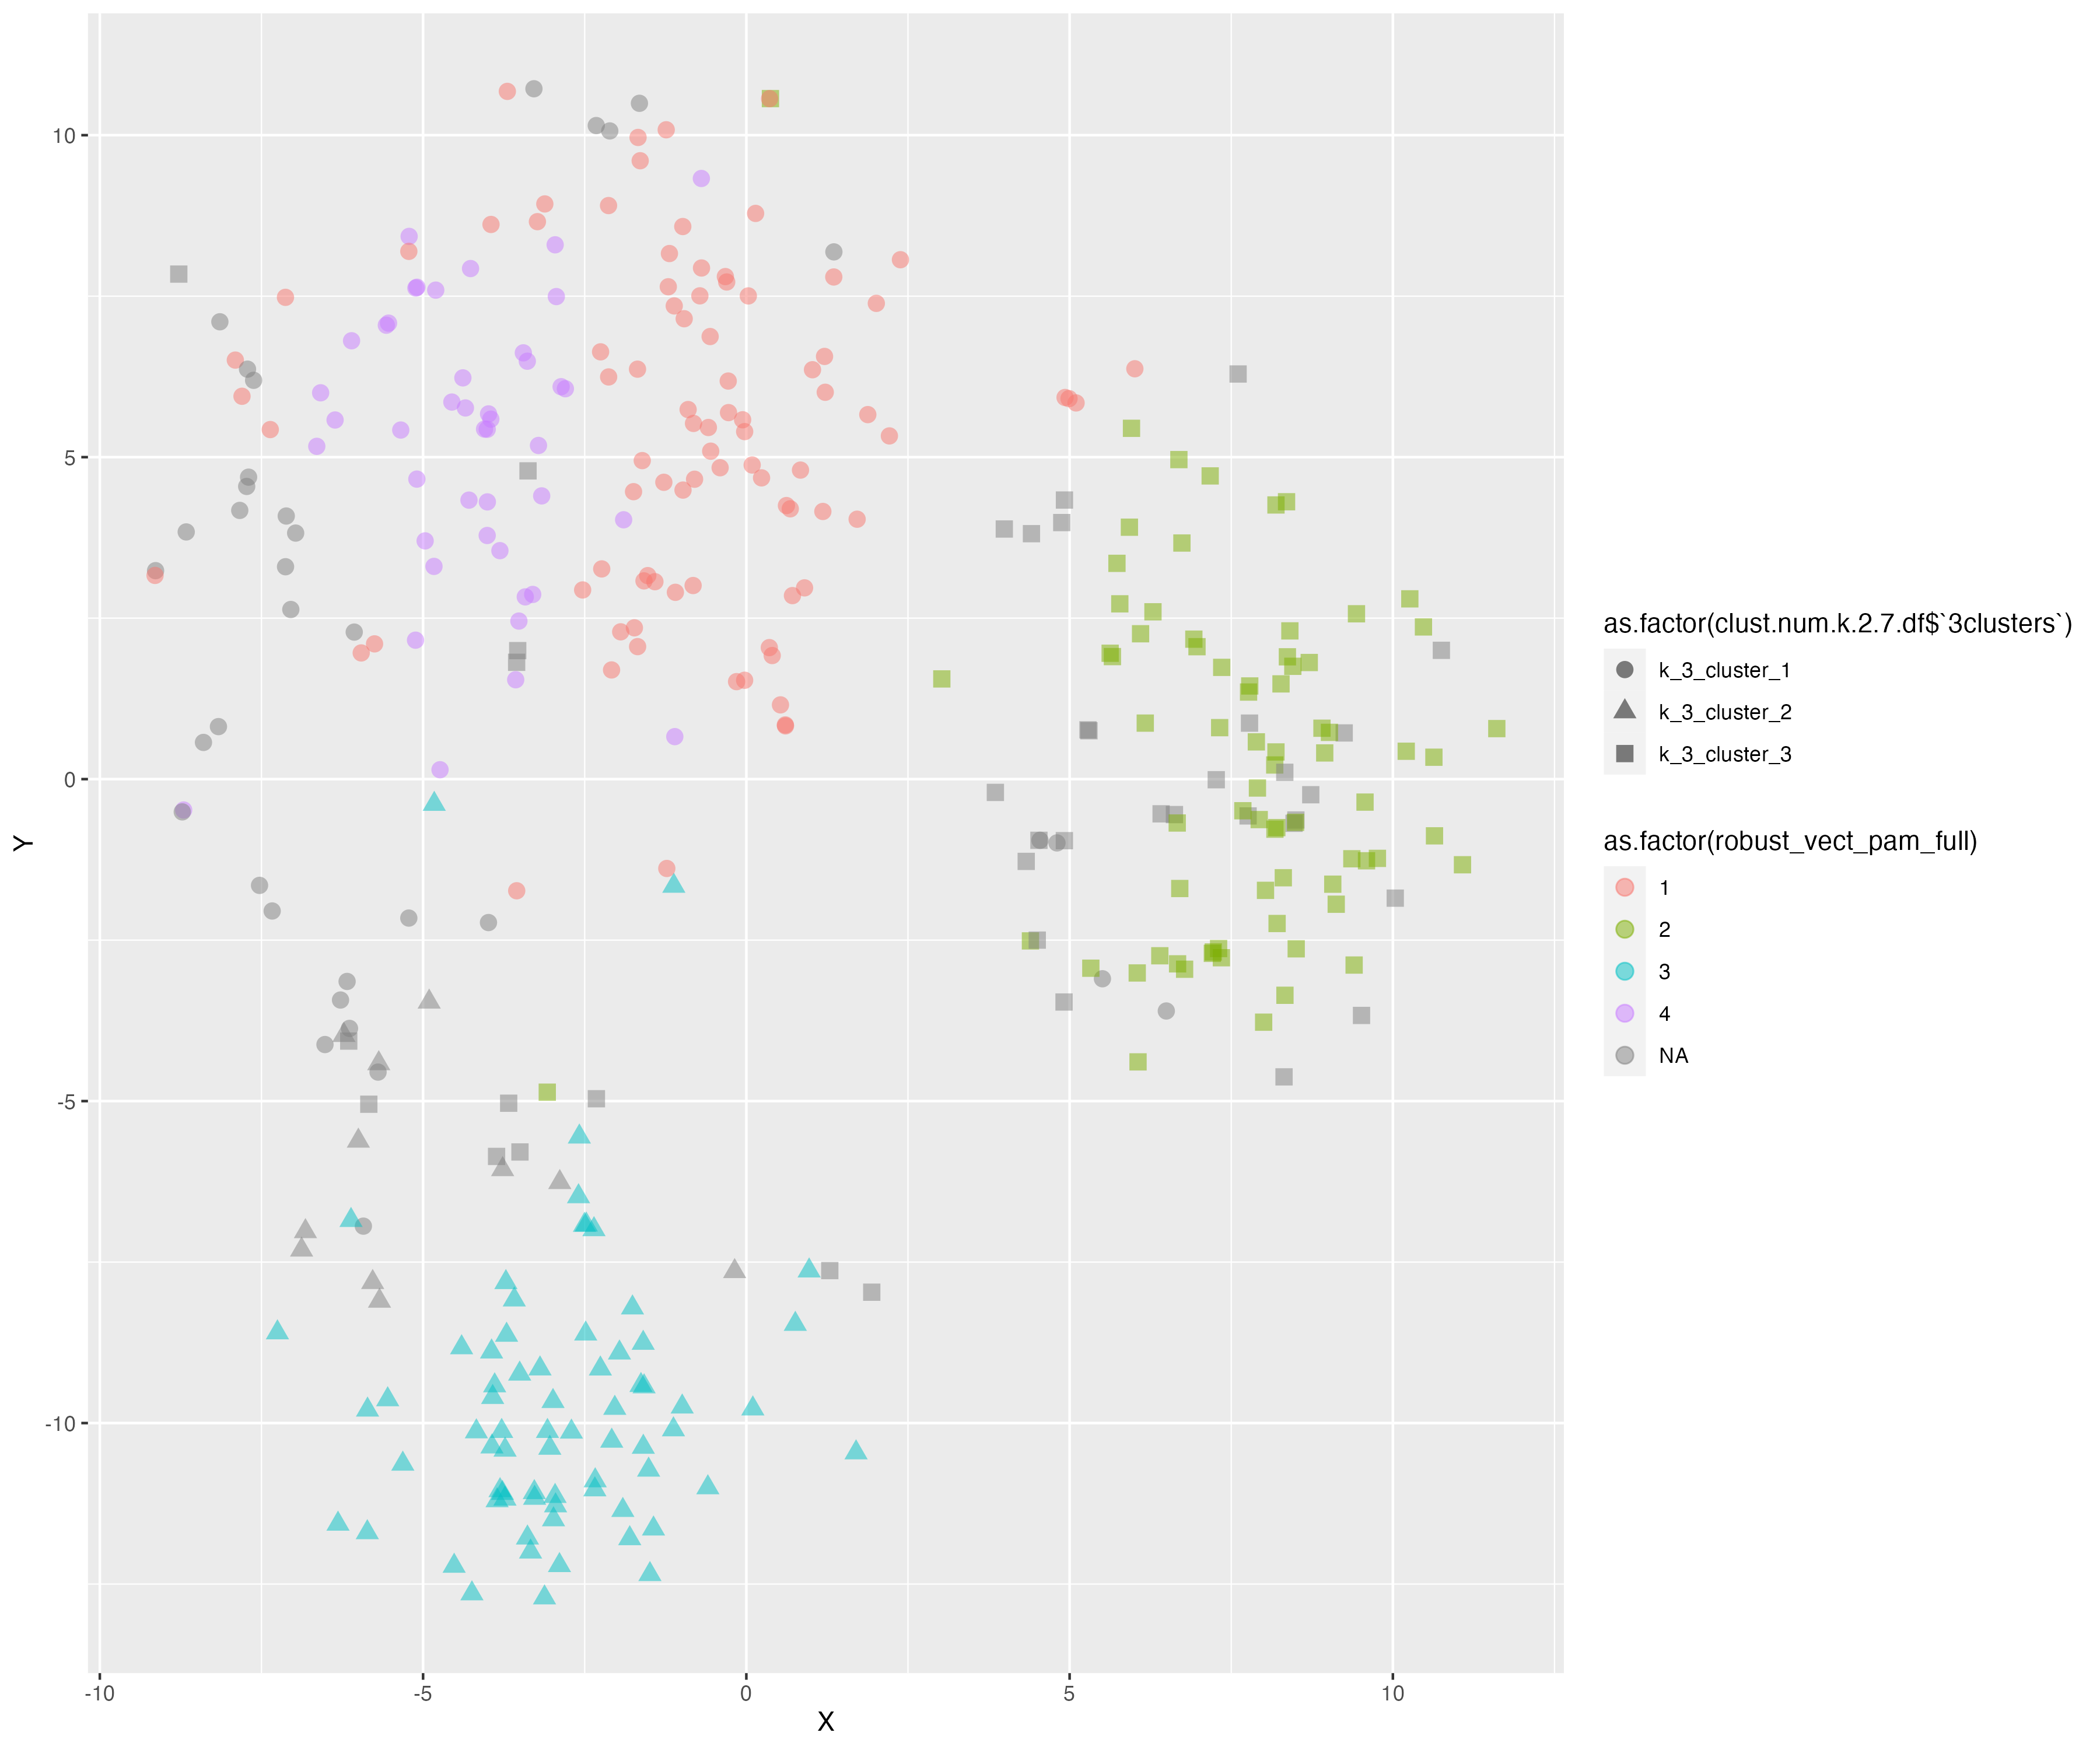 10
5
0
-5
-10
Y
-10
-5
0
5
10
X
as.factor(clust.num.k.2.7.df$`3clusters`)
k_3_cluster_1
k_3_cluster_2
k_3_cluster_3
as.factor(robust_vect_pam_full)
1
2
3
4
NA